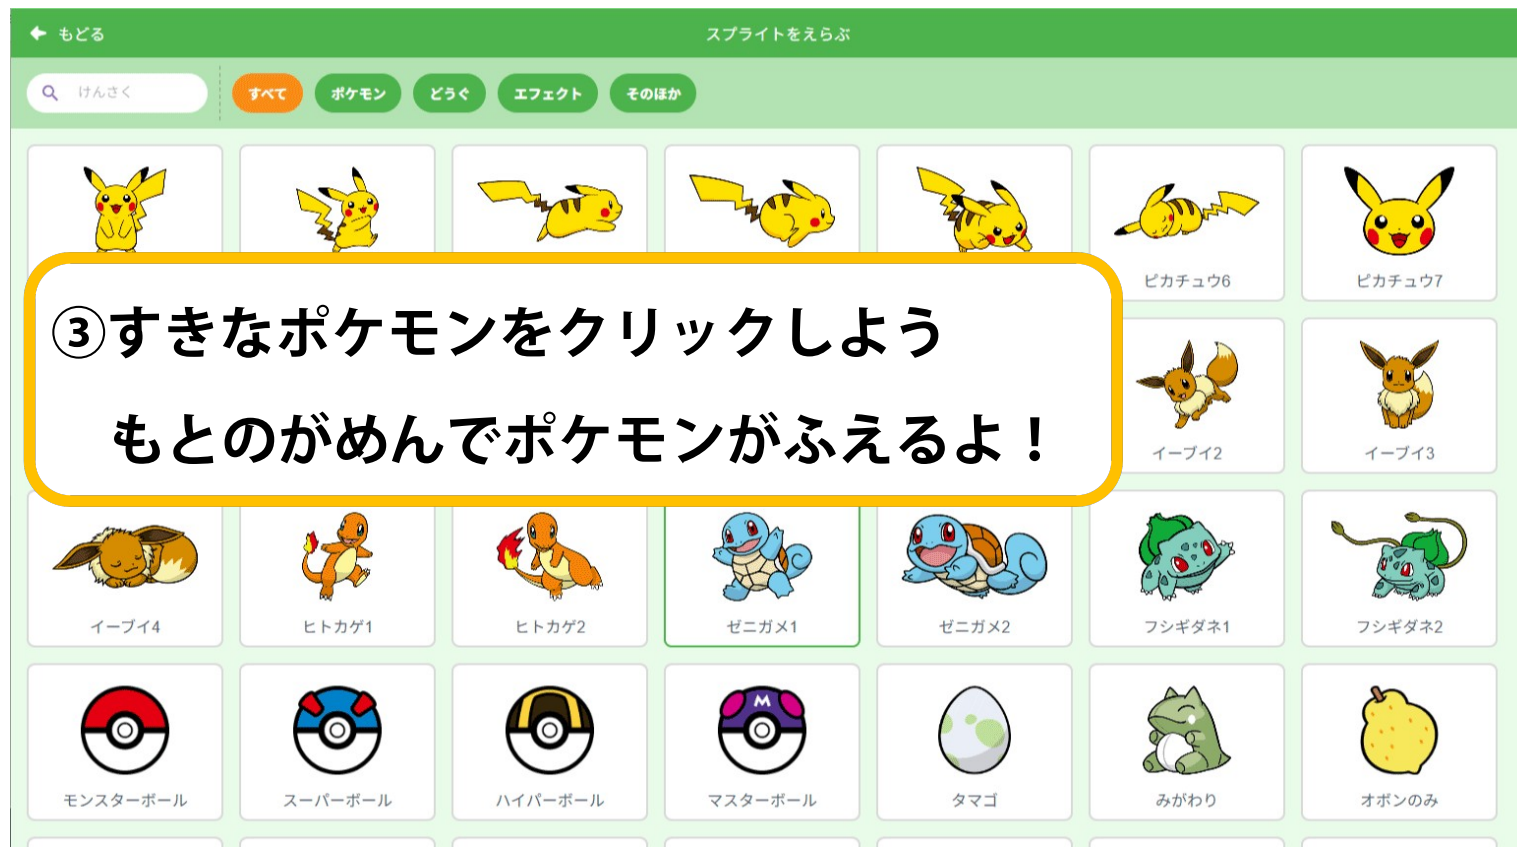 もどる
スプライトをえらぶ
けんさく
すべて
ポケモン
どうぐ
エフェクト
そのほか
ピカチュウ6
ピカチュウ7
③すきなポケモンをクリックしよう
もとのがめんでポケモンがふえるよ！
イーブイ2
イーブイ3
イーブイ4
ヒトカゲ1
ヒトカゲ2
ゼニガメ1
ゼニガメ2
フシギダネ1
フシギダネ2
M
モンスターボール
スーパーボール
ハイパーボール
マスターボール
タマゴ
みがわり
オボンのみ